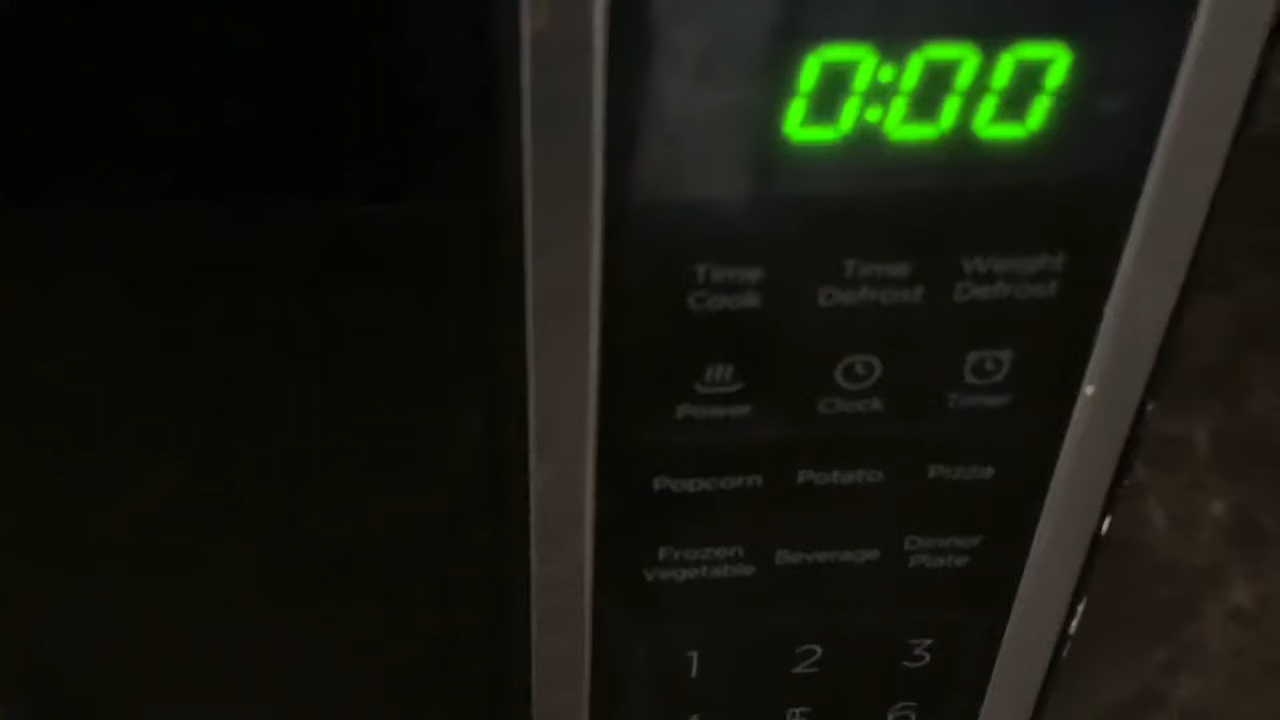 0:00
Time Time Weight
Cook Defrost Defrost
Power Clock Timer
Popcorn Potato Pizza
Frozen Beverage Dinner
Vegetable Plate
1 2 3
6